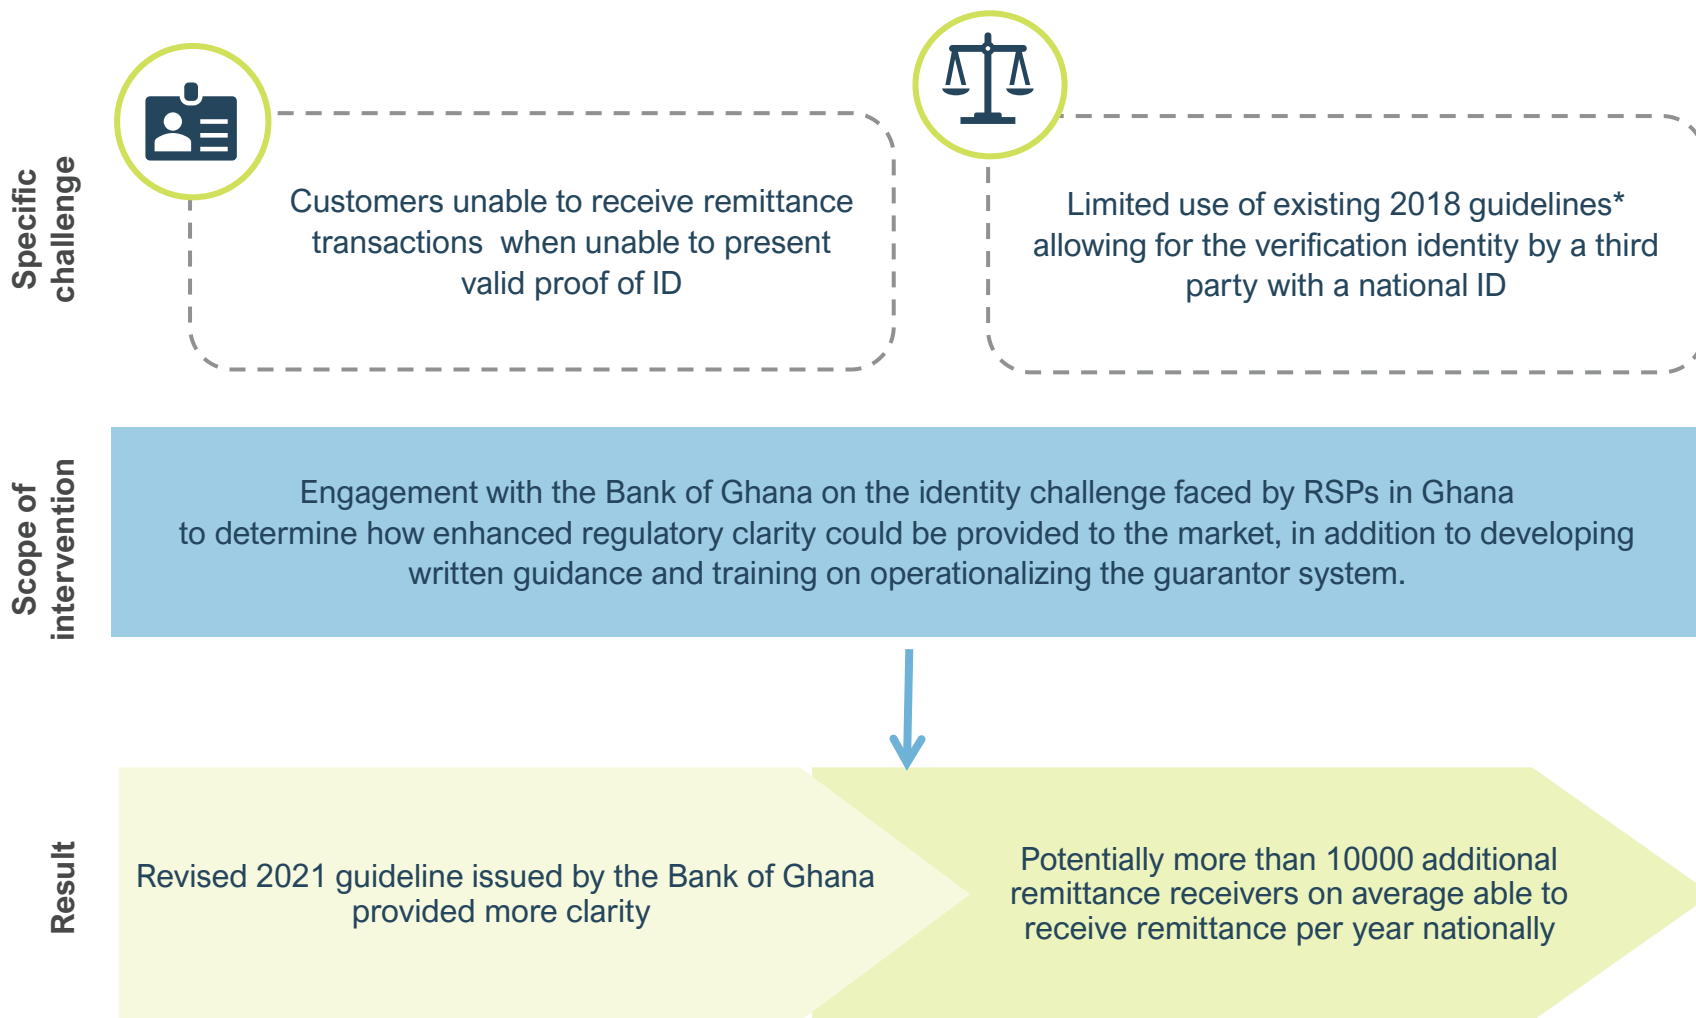 Specific
challenge
Customers unable to receive remittance
transactions  when unable to present
valid proof of ID
Limited use of existing 2018 guidelines*
allowing for the verification identity by a third
party with a national ID
Scope of
intervention
Engagement with the Bank of Ghana on the identity challenge faced by RSPs in Ghana
to determine how enhanced regulatory clarity could be provided to the market, in addition to developing
written guidance and training on operationalizing the guarantor system.
Result
Revised 2021 guideline issued by the Bank of Ghana
provided more clarity
Potentially more than 10000 additional
remittance receivers on average able to
receive remittance per year nationally